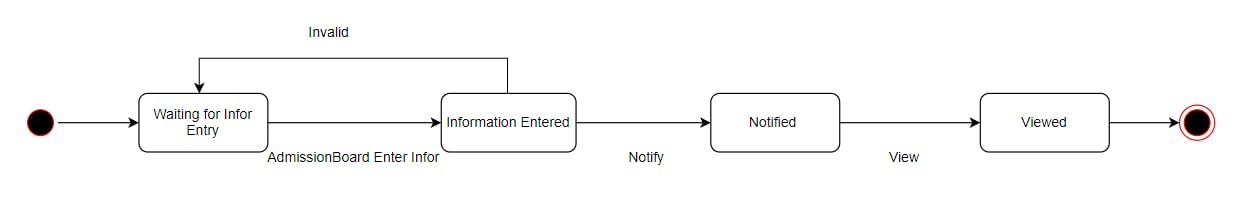 Invalid
Waiting for Infor
Entry
AdmissionBoard Enter Infor
Information Entered
Notify
Notified
View
Viewed